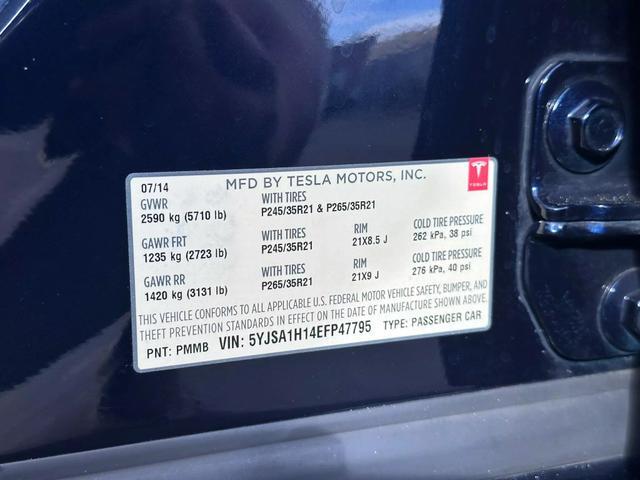 07/14 MFD BY TESLA MOTORS, INC.
TESLA
GVWR WITH TIRES
2590 kg (5710 lb) P245/35R21 & P265/35R21
GAWR FRT WITH TIRES RIM COLD TIRE PRESSURE
1235 kg (2723 lb) P245/35R21 21X8.5 J 262 kPa, 38 psi
GAWR RR WITH TIRES RIM COLD TIRE PRESSURE
1420 kg (3131 lb) P265/35R21 21X9 J 276 kPa, 40 psi
THIS VEHICLE CONFORMS TO ALL APPLICABLE U.S. FEDERAL MOTOR VEHICLE SAFETY, BUMPER, AND
THEFT PREVENTION STANDARDS IN EFFECT ON THE DATE OF MANUFACTURE SHOWN ABOVE.
PNT: PMMB VIN: 5YJSA1H14EFP47795 TYPE: PASSENGER CAR